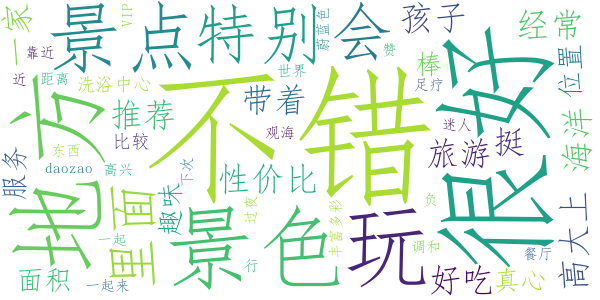 一家
景点
特别
会
孩子
经常
VIP
靠近
蔚蓝色
赞
近
距离
洗浴中心
世界
足疗
棒
位置
地方
不错
很好
推荐
带着
比较
观海
迷人
旅游
挺
海洋
服务
东西
daozao
高兴
下次
性价比
里面
趣味
景色
玩
过夜
丰富多彩
负
调和
高大上
一起
面积
一起来
行
好吃
真心
餐厅